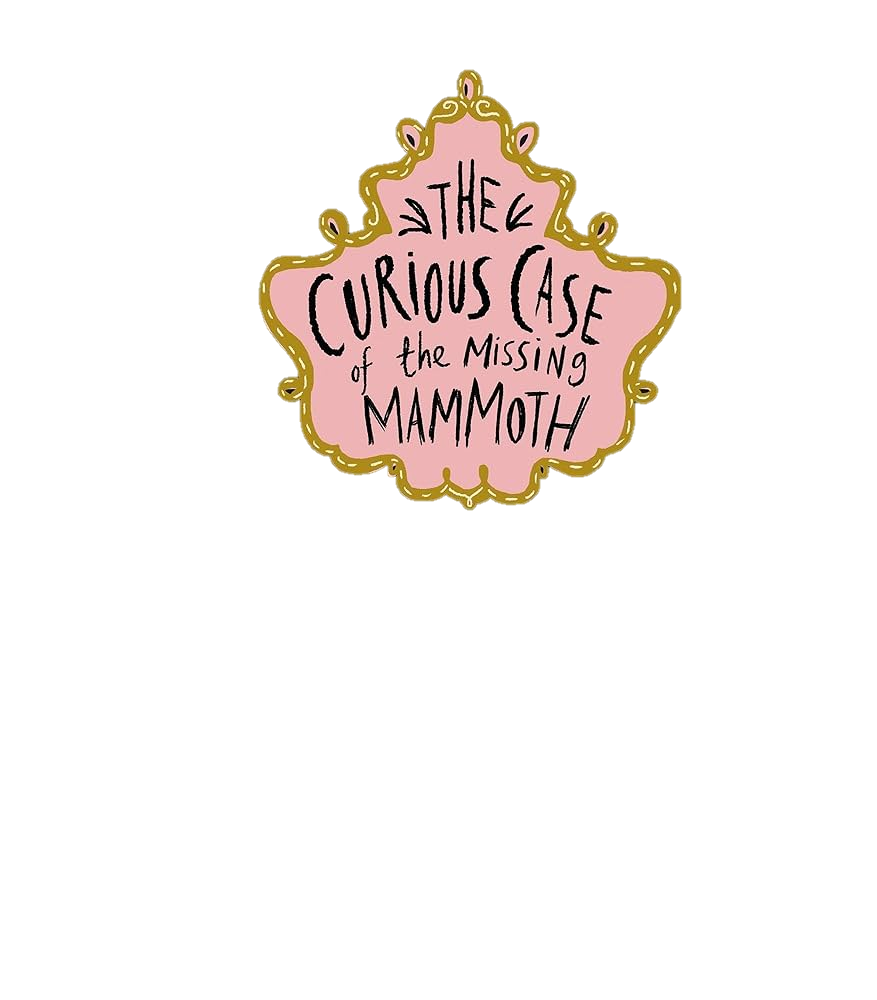 THE
CURiOUS CASE
of the MissiNg
MAMMOTH